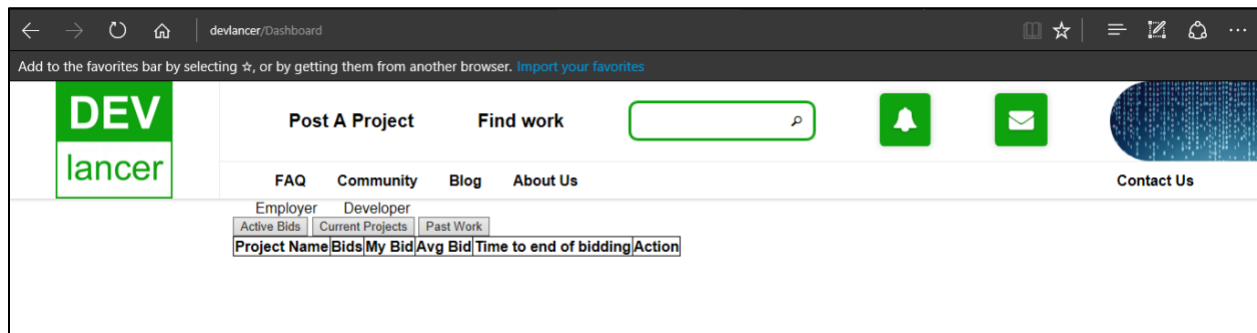 devlancer/Dashboard
Add to the favorites bar by selecting ☆, or by getting them from another browser. Import your favorites
DEV
lancer
Post A Project Find work
FAQ Community Blog About Us Contact Us
Employer Developer
Active Bids Current Projects Past Work
Project Name Bids My Bid Avg Bid Time to end of bidding Action